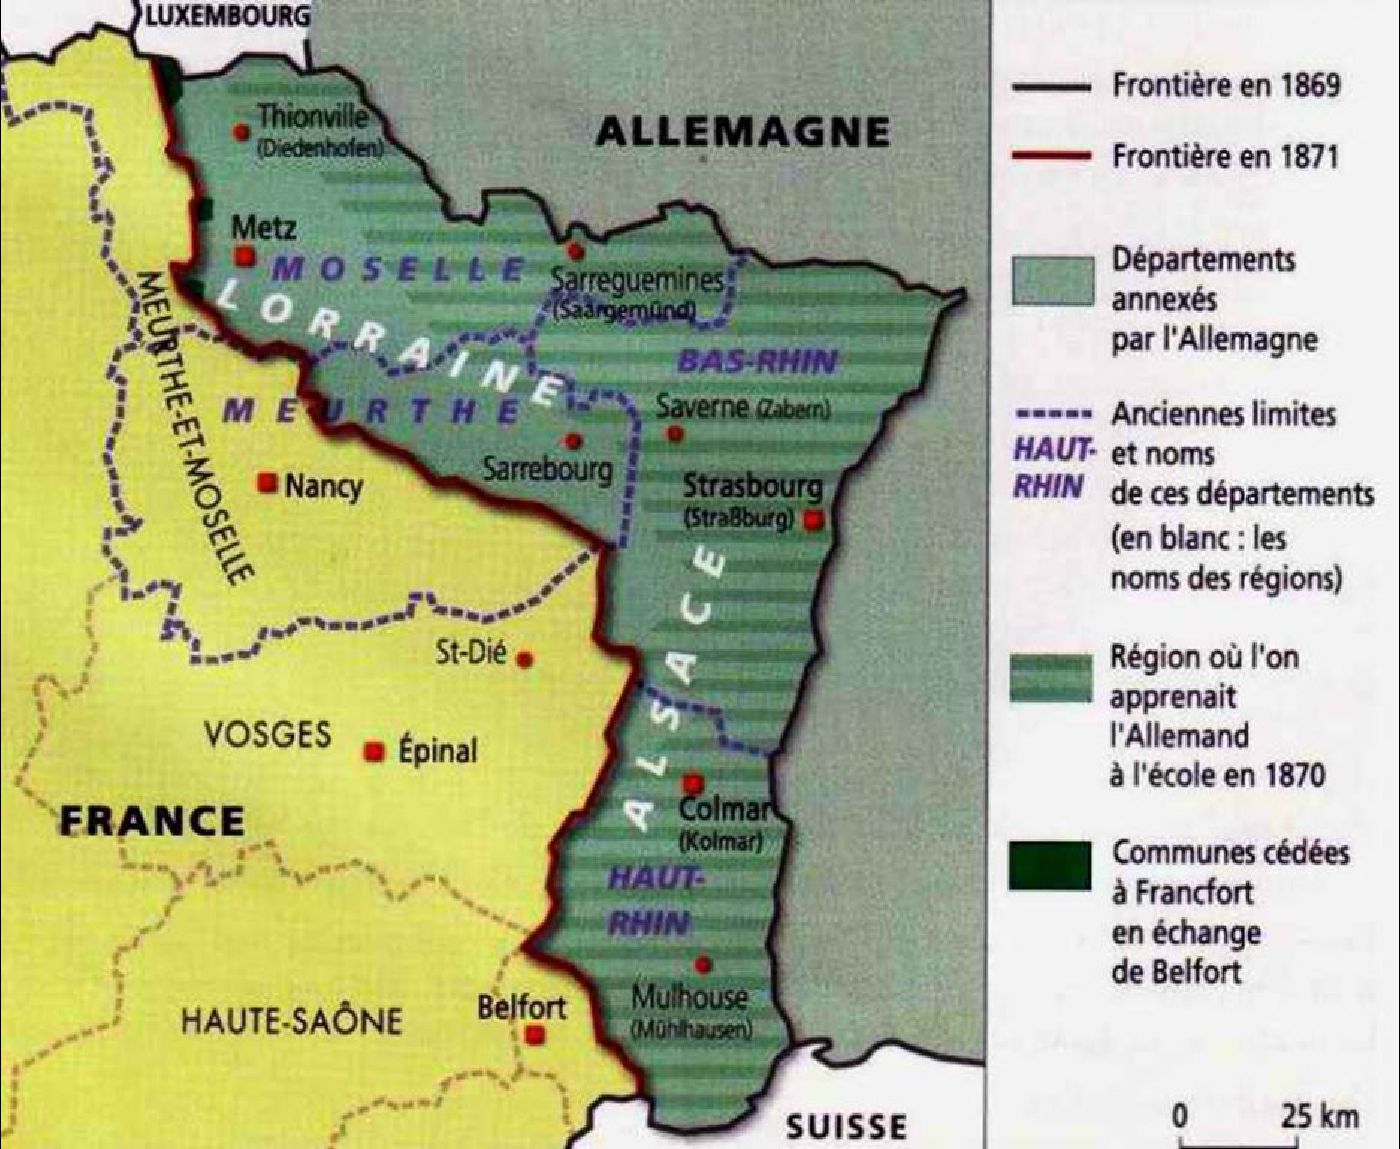 LUXEMBOURG
ALLEMAGNE
Thionville
(Diedenhofen)
Metz
MOSELLE
LORRAINE
Sarreguemines
(Saargemünd)
MEURTHE-ET-MOSELLE
BAS-RHIN
MEURTHE
Saverne (Zabern)
Sarrebourg
Nancy
Strasbourg
(Straßburg)
ALSACE
St-Dié
VOSGES
Épinal
FRANCE
Colmar
(Kolmar)
HAUT-
RHIN
Mulhouse
(Mühlhausen)
Belfort
HAUTE-SAÔNE
SUISSE
Frontière en 1869
Frontière en 1871
Départements
annexés
par l'Allemagne
HAUT-
RHIN
Anciennes limites
et noms
de ces départements
(en blanc : les
noms des régions)
Région où l'on
apprenait
l'Allemand
à l'école en 1870
Communes cédées
à Francfort
en échange
de Belfort
0 25 km